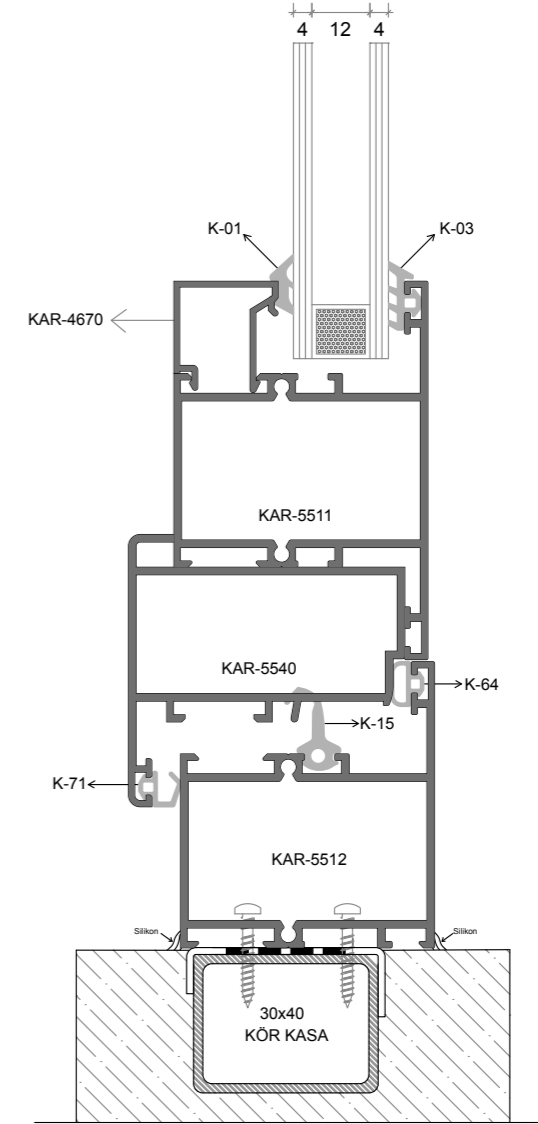 4 12 4
K-01
K-03
KAR-4670
KAR-5511
KAR-5540
K-64
K-15
K-71
KAR-5512
Silikon
Silikon
30x40
KÖR KASA